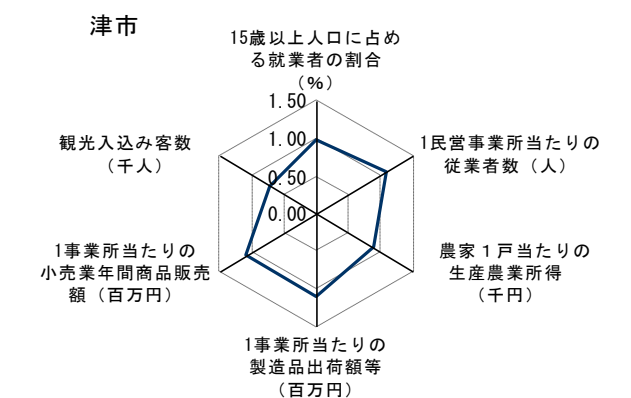 津市
15歳以上人口に占め
る就業者の割合
（%）
1.50
1.00
0.50
0.00
1民営事業所当たりの
従業者数（人）
農家１戸当たりの
生産農業所得
（千円）
1事業所当たりの
製造品出荷額等
（百万円）
1事業所当たりの
小売業年間商品販売
額（百万円）
観光入込み客数
（千人）